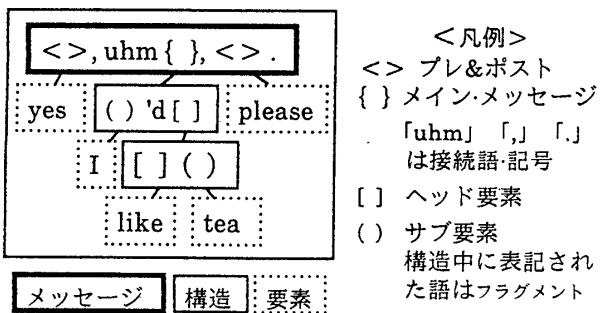 < >, uhm { }, < > .
yes
( ) 'd [ ]
please
I
[ ] ( )
like
tea
メッセージ
構造
要素
<凡例>
< > プレ&ポスト
{ } メイン·メッセージ
「uhm」 「,」 「.」
は接続語·記号
[ ] ヘッド要素
( ) サブ要素
構造中に表記され
た語はフラグメント